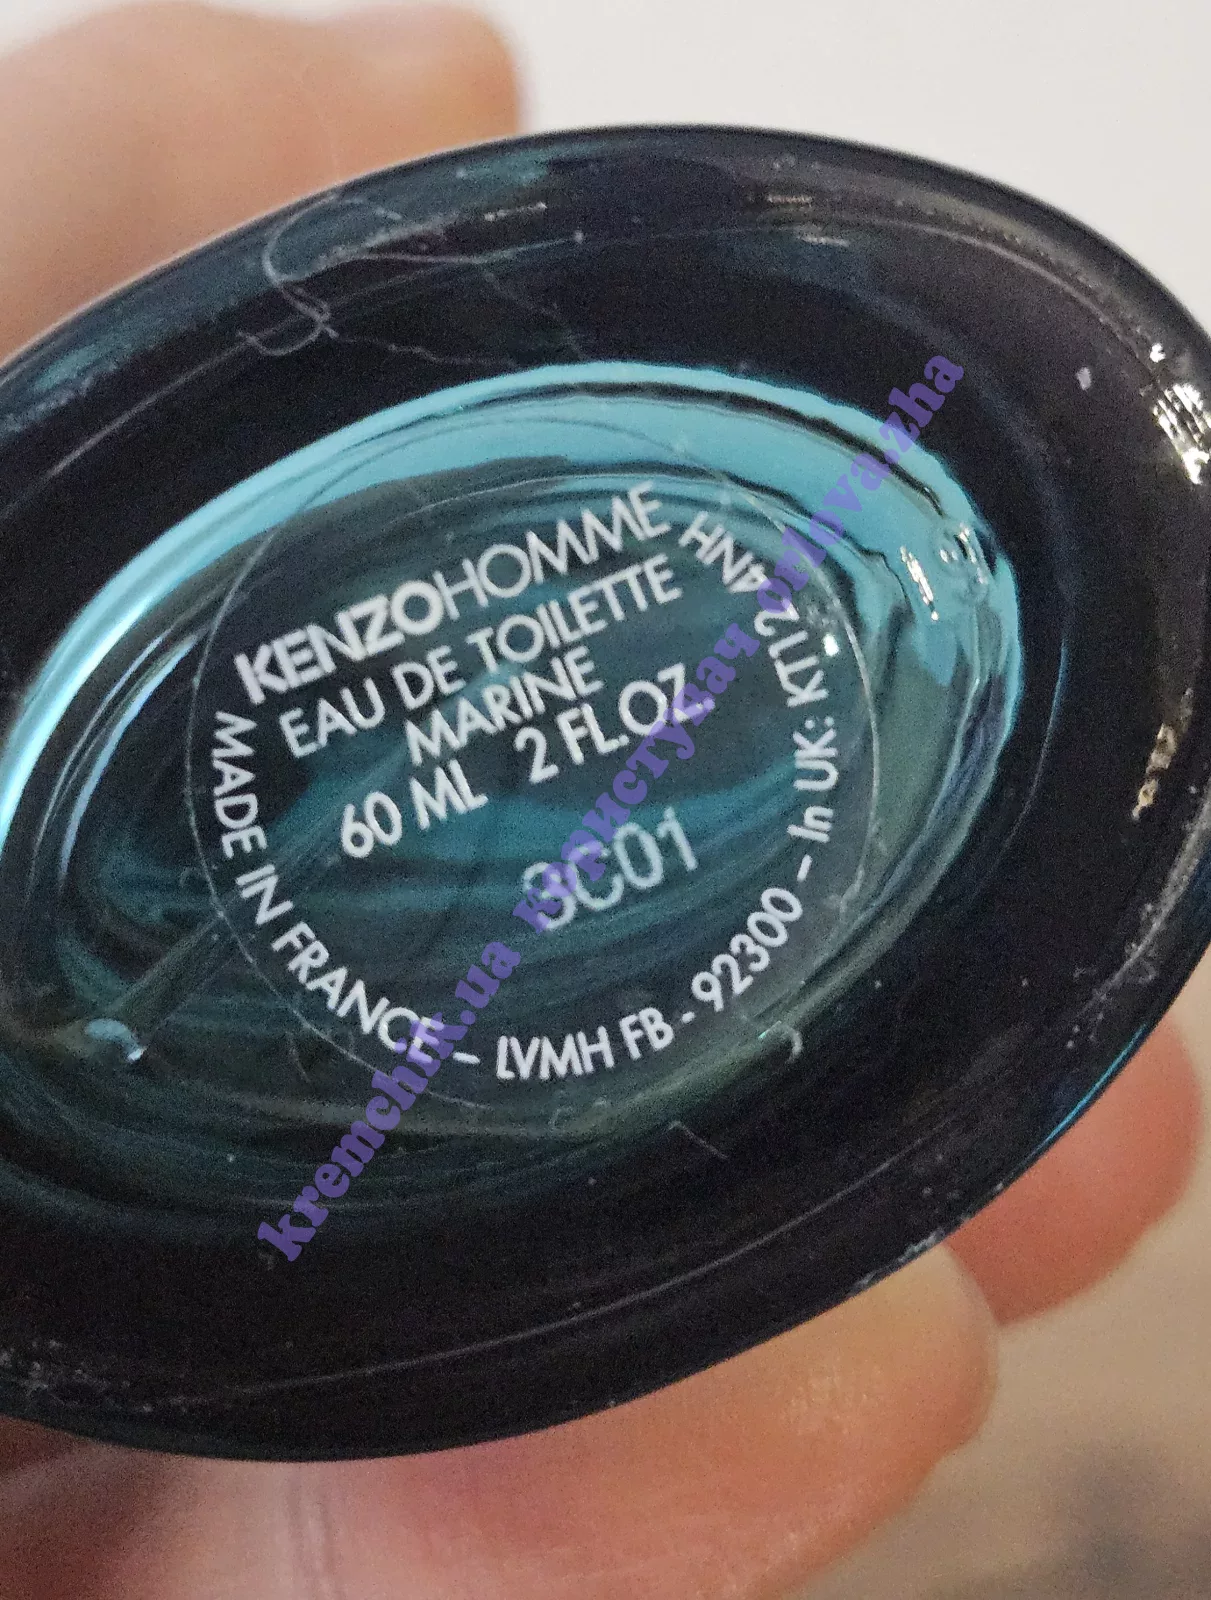 KENZOHOMME
EAU DE TOILETTE
MARINE
60 ML 2 FL.OZ.
MADE IN FRANCE – LVMH FB - 92300 – In UK: KT12 4NH
3C01
kremchik.ua користувач orlova.zha